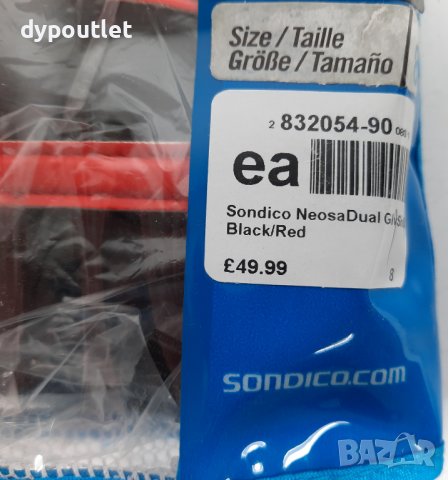 dypoutlet
Size / Taille
Größe / Tamaño
2 832054-90
ea
Sondico NeosaDual
Black/Red
£49.99
8
SONDICO.COM
BAZAR